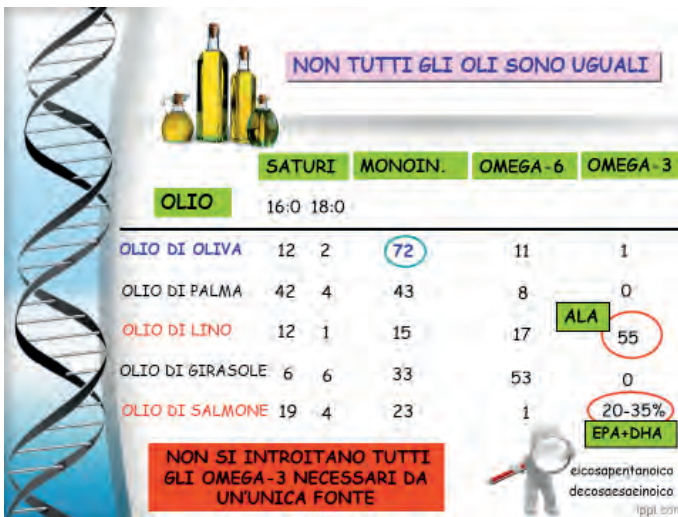 NON TUTTI GLI OLI SONO UGUALI
SATURI MONOIN. OMEGA-6 OMEGA-3
OLIO 16:0 18:0
OLIO DI OLIVA 12 2 72 11 1
OLIO DI PALMA 42 4 43 8 0
ALA
OLIO DI LINO 12 1 15 17 55
OLIO DI GIRASOLE 6 6 33 53 0
OLIO DI SALMONE 19 4 23 1 20-35%
EPA+DHA
NON SI INTROITANO TUTTI
GLI OMEGA-3 NECESSARI DA
UN'UNICA FONTE
eicosapentanoico
decosaesaeinoico